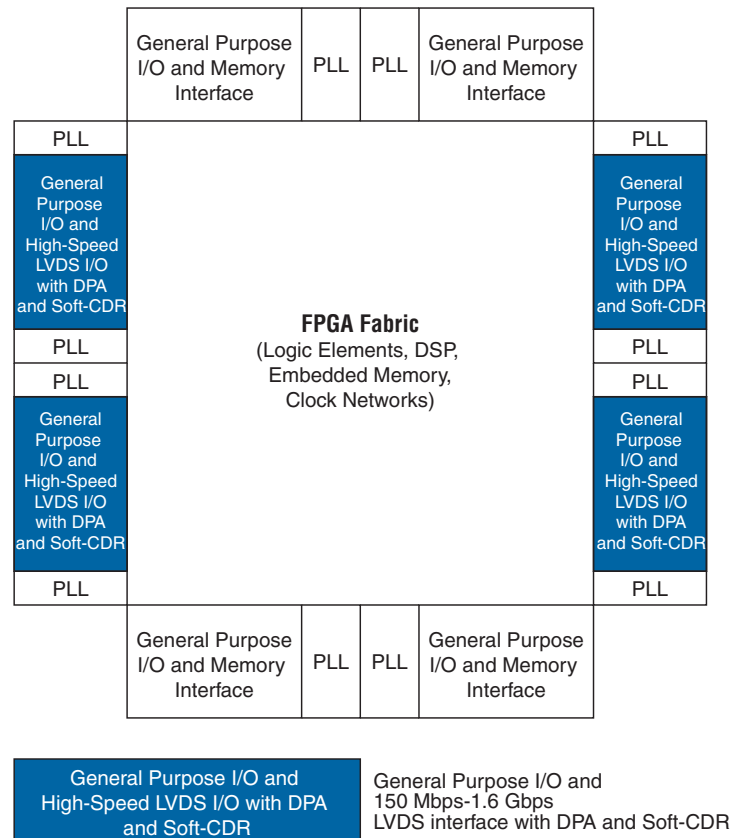 General Purpose
I/O and Memory
Interface
PLL
PLL
General Purpose
I/O and Memory
Interface
PLL
General
Purpose
I/O and
High-Speed
LVDS I/O
with DPA
and Soft-CDR
PLL
PLL
General
Purpose
I/O and
High-Speed
LVDS I/O
with DPA
and Soft-CDR
PLL
FPGA Fabric
(Logic Elements, DSP,
Embedded Memory,
Clock Networks)
PLL
General
Purpose
I/O and
High-Speed
LVDS I/O
with DPA
and Soft-CDR
PLL
PLL
General
Purpose
I/O and
High-Speed
LVDS I/O
with DPA
and Soft-CDR
PLL
General Purpose
I/O and Memory
Interface
PLL
PLL
General Purpose
I/O and Memory
Interface
General Purpose I/O and
High-Speed LVDS I/O with DPA
and Soft-CDR
General Purpose I/O and
150 Mbps-1.6 Gbps
LVDS interface with DPA and Soft-CDR